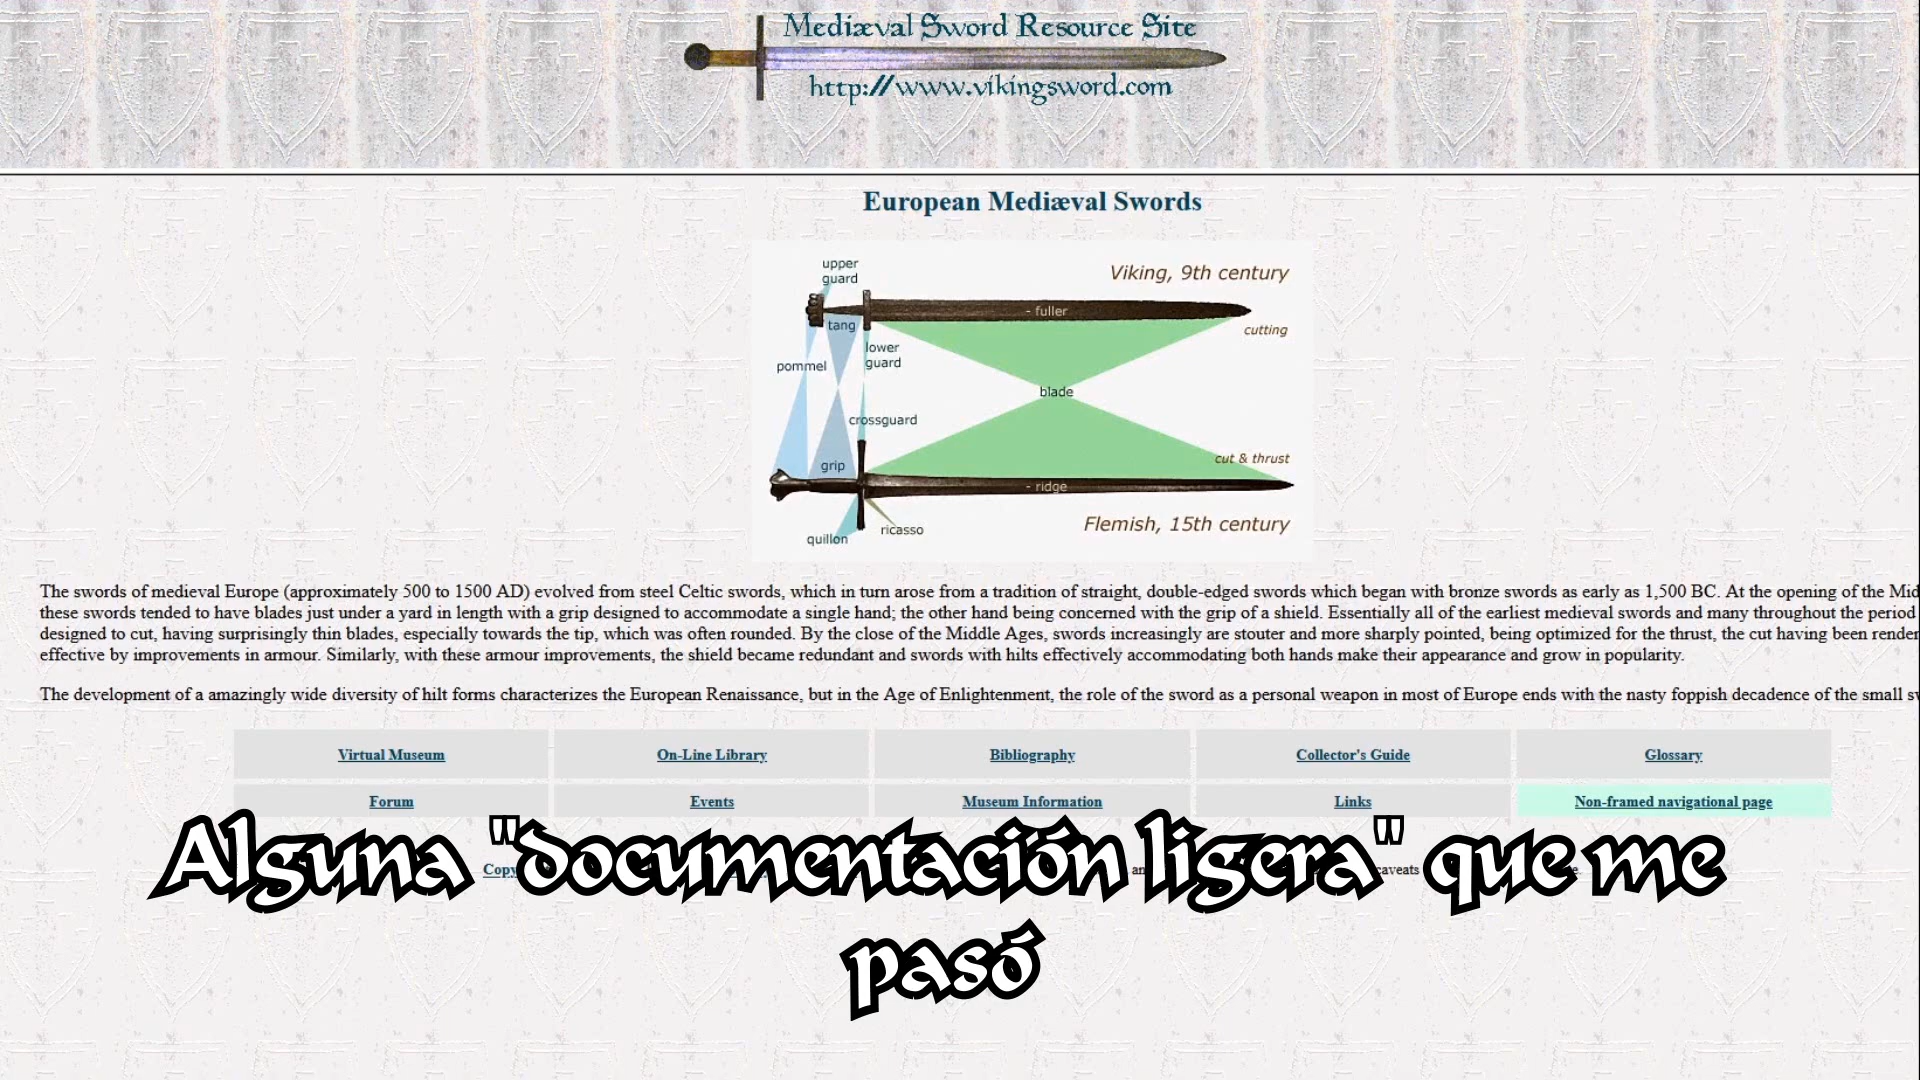 Mediæval Sword Resource Site
http://www.vikingsword.com
European Mediæval Swords
upper
guard
Viking, 9th century
- fuller
tang
cutting
lower
guard
pommel
blade
crossguard
cut & thrust
grip
- ridge
Flemish, 15th century
ricasso
quillon
The swords of medieval Europe (approximately 500 to 1500 AD) evolved from steel Celtic swords, which in turn arose from a tradition of straight, double-edged swords which began with bronze swords as early as 1,500 BC. At the opening of the Mid
these swords tended to have blades just under a yard in length with a grip designed to accommodate a single hand; the other hand being concerned with the grip of a shield. Essentially all of the earliest medieval swords and many throughout the period
designed to cut, having surprisingly thin blades, especially towards the tip, which was often rounded. By the close of the Middle Ages, swords increasingly are stouter and more sharply pointed, being optimized for the thrust, the cut having been render
effective by improvements in armour. Similarly, with these armour improvements, the shield became redundant and swords with hilts effectively accommodating both hands make their appearance and grow in popularity.
The development of a amazingly wide diversity of hilt forms characterizes the European Renaissance, but in the Age of Enlightenment, the role of the sword as a personal weapon in most of Europe ends with the nasty foppish decadence of the small sw
Virtual Museum On-Line Library Bibliography Collector's Guide Glossary
Forum Events Museum Information Links Non-framed navigational page
Copy an caveats
Alguna "documentación ligera" que me
pasó